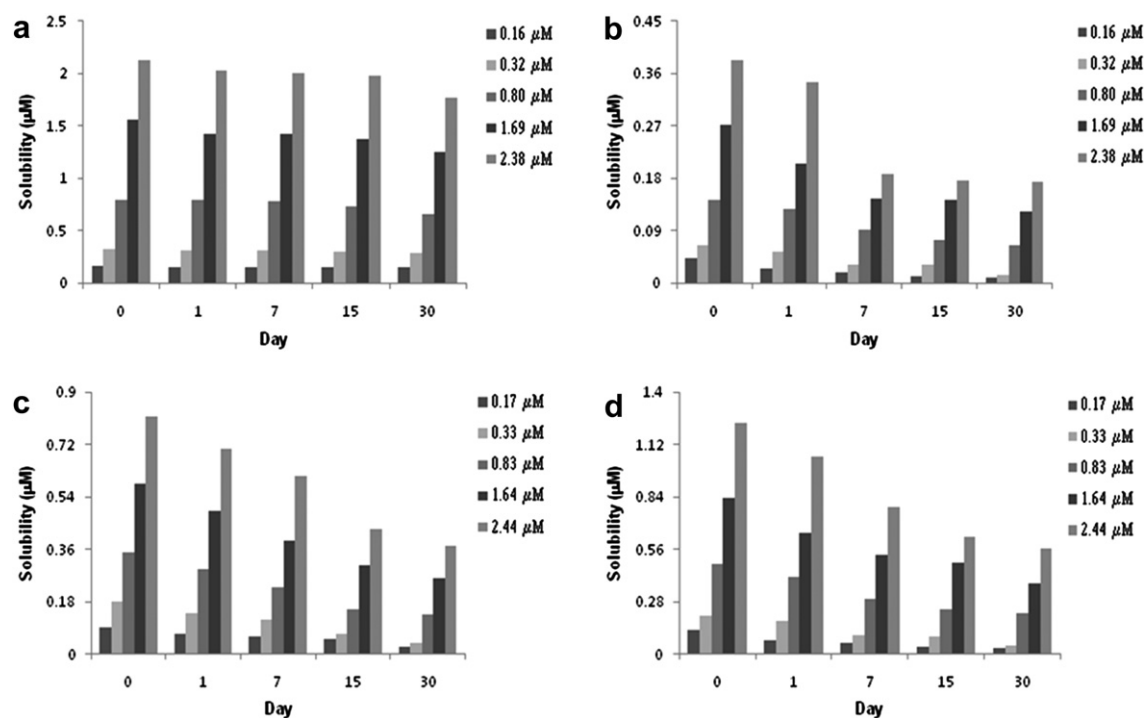 a
2.5
2
1.5
1
0.5
0
Solubility (µM)
0 1 7 15 30
Day
0.16 µM
0.32 µM
0.80 µM
1.69 µM
2.38 µM
b
0.45
0.36
0.27
0.18
0.09
0
Solubility (µM)
0 1 7 15 30
Day
0.16 µM
0.32 µM
0.80 µM
1.69 µM
2.38 µM
c
0.9
0.72
0.54
0.36
0.18
0
Solubility (µM)
0 1 7 15 30
Day
0.17 µM
0.33 µM
0.83 µM
1.64 µM
2.44 µM
d
1.4
1.12
0.84
0.56
0.28
0
Solubility (µM)
0 1 7 15 30
Day
0.17 µM
0.33 µM
0.83 µM
1.64 µM
2.44 µM